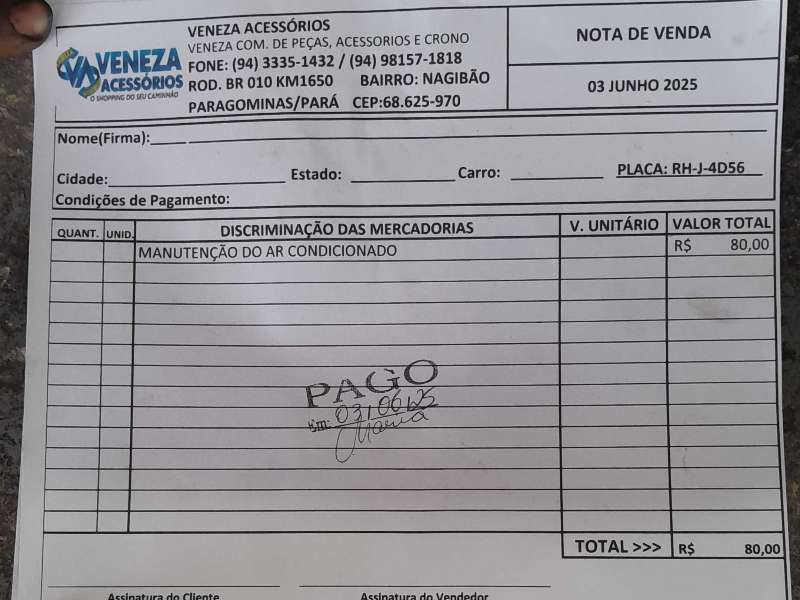 VENEZA
ACESSÓRIOS
O SHOPPING DO SEU CAMINHÃO
VENEZA ACESSÓRIOS
VENEZA COM. DE PEÇAS, ACESSORIOS E CRONO
FONE: (94) 3335-1432 / (94) 98157-1818
ROD. BR 010 KM1650 BAIRRO: NAGIBÃO
PARAGOMINAS/PARÁ CEP:68.625-970
NOTA DE VENDA
03 JUNHO 2025
Nome(Firma):
Cidade: Estado: Carro: PLACA: RH-J-4D56
Condições de Pagamento:
QUANT. UNID. DISCRIMINAÇÃO DAS MERCADORIAS V. UNITÁRIO VALOR TOTAL
MANUTENÇÃO DO AR CONDICIONADO R$ 80,00
PAGO
Em: 03/06/25
Maria
TOTAL >>> R$ 80,00
Assinatura do Cliente Assinatura do Vendedor